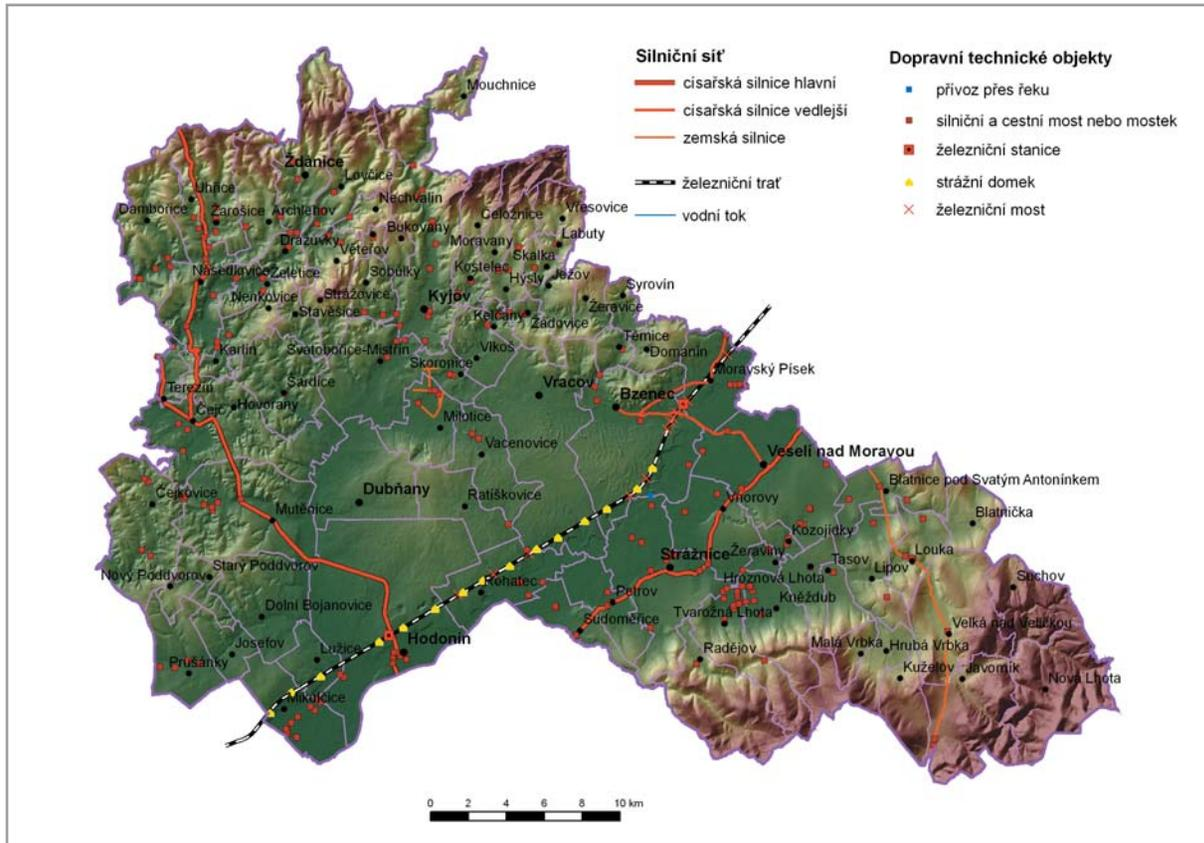 Silniční síť
císařská silnice hlavní
císařská silnice vedlejší
zemská silnice
železniční trať
vodní tok
Dopravní technické objekty
přívoz přes řeku
silniční a cestní most nebo mostek
železniční stanice
strážní domek
železniční most
Mouchnice
Ždánice
Lovčice
Uhřice
Dambořice
Žarošice
Archlebov
Nechvalín
Vřesovice
Celožnice
Bukovany
Dražůvky
Moravany
Labuty
Věteřov
Skalka
Násedlovice
Želetice
Sobůlky
Kostelec
Hýsly
Ježov
Nenkovice
Strážovice
Syrovín
Stavěšice
Kyjov
Žeravice
Kelčany
Žádovice
Karlín
Svatobořice-Mistřín
Vlkoš
Těmice
Domanín
Skoronice
Moravský Písek
Terezín
Šardice
Vracov
Bzenec
Hovorany
Čejč
Milotice
Vacenovice
Veselí nad Moravou
Čejkovice
Dubňany
Ratíškovice
Blatnice pod Svatým Antonínkem
Mutěnice
Vnorovy
Blatnička
Kozojídky
Strážnice
Žeraviny
Louka
Nový Poddvorov
Starý Poddvorov
Tasov
Lipov
Rohatec
Hroznová Lhota
Suchov
Petrov
Kněždub
Dolní Bojanovice
Sudoměřice
Tvarožná Lhota
Velká nad Veličkou
Josefov
Lužice
Hodonín
Radějov
Malá Vrbka
Hrubá Vrbka
Prušánky
Kuželov
Javorník
Nová Lhota
Mikulčice
0 2 4 6 8 10 km